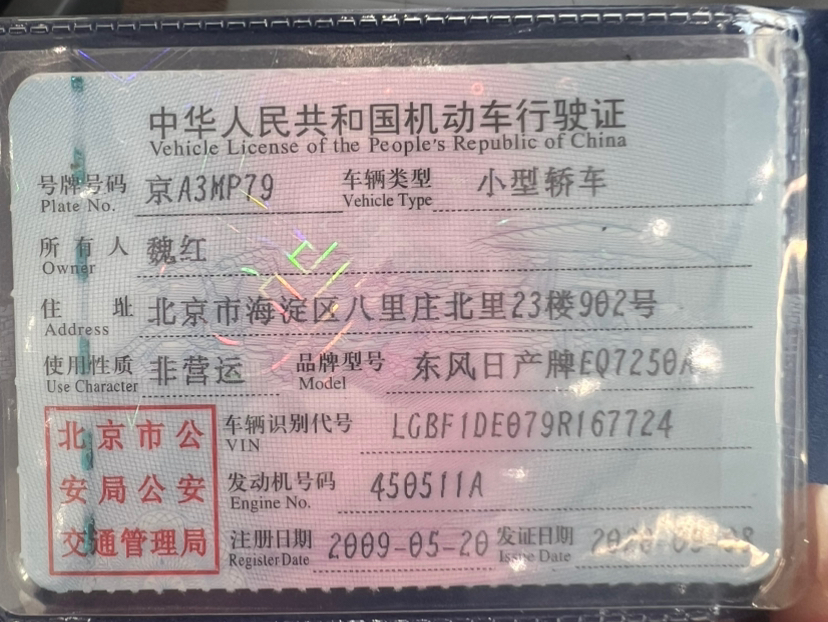 中华人民共和国机动车行驶证
Vehicle License of the People's Republic of China
号牌号码 京A3MP79 车辆类型 小型轿车
Plate No. Vehicle Type
所有人 魏红
Owner
住址 北京市海淀区八里庄北里23楼902号
Address
使用性质 非营运 品牌型号 东风日产牌EQ7250A
Use Character Model
北京市公 车辆识别代号 LGBF1DE079R167724
VIN
安局公安 发动机号码 450511A
Engine No.
交通管理局 注册日期 2009-05-20 发证日期
Register Date Issue Date